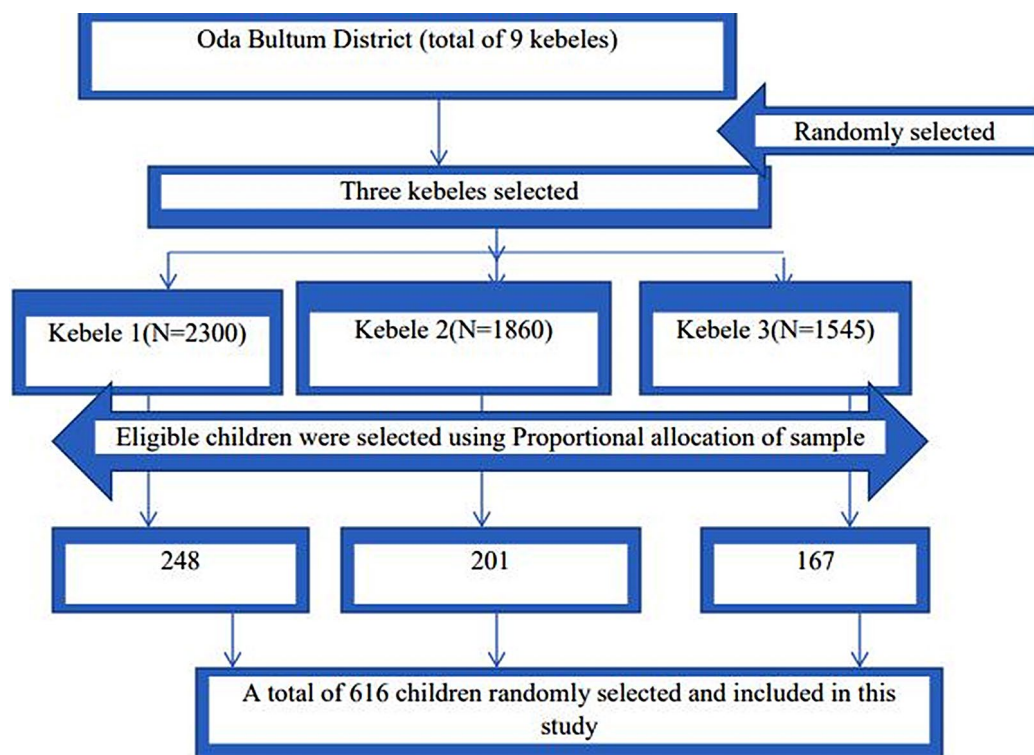 Oda Bultum District (total of 9 kebeles)
Randomly selected
Three kebeles selected
Kebele 1(N=2300)
Kebele 2(N=1860)
Kebele 3(N=1545)
Eligible children were selected using Proportional allocation of sample
248
201
167
A total of 616 children randomly selected and included in this
study